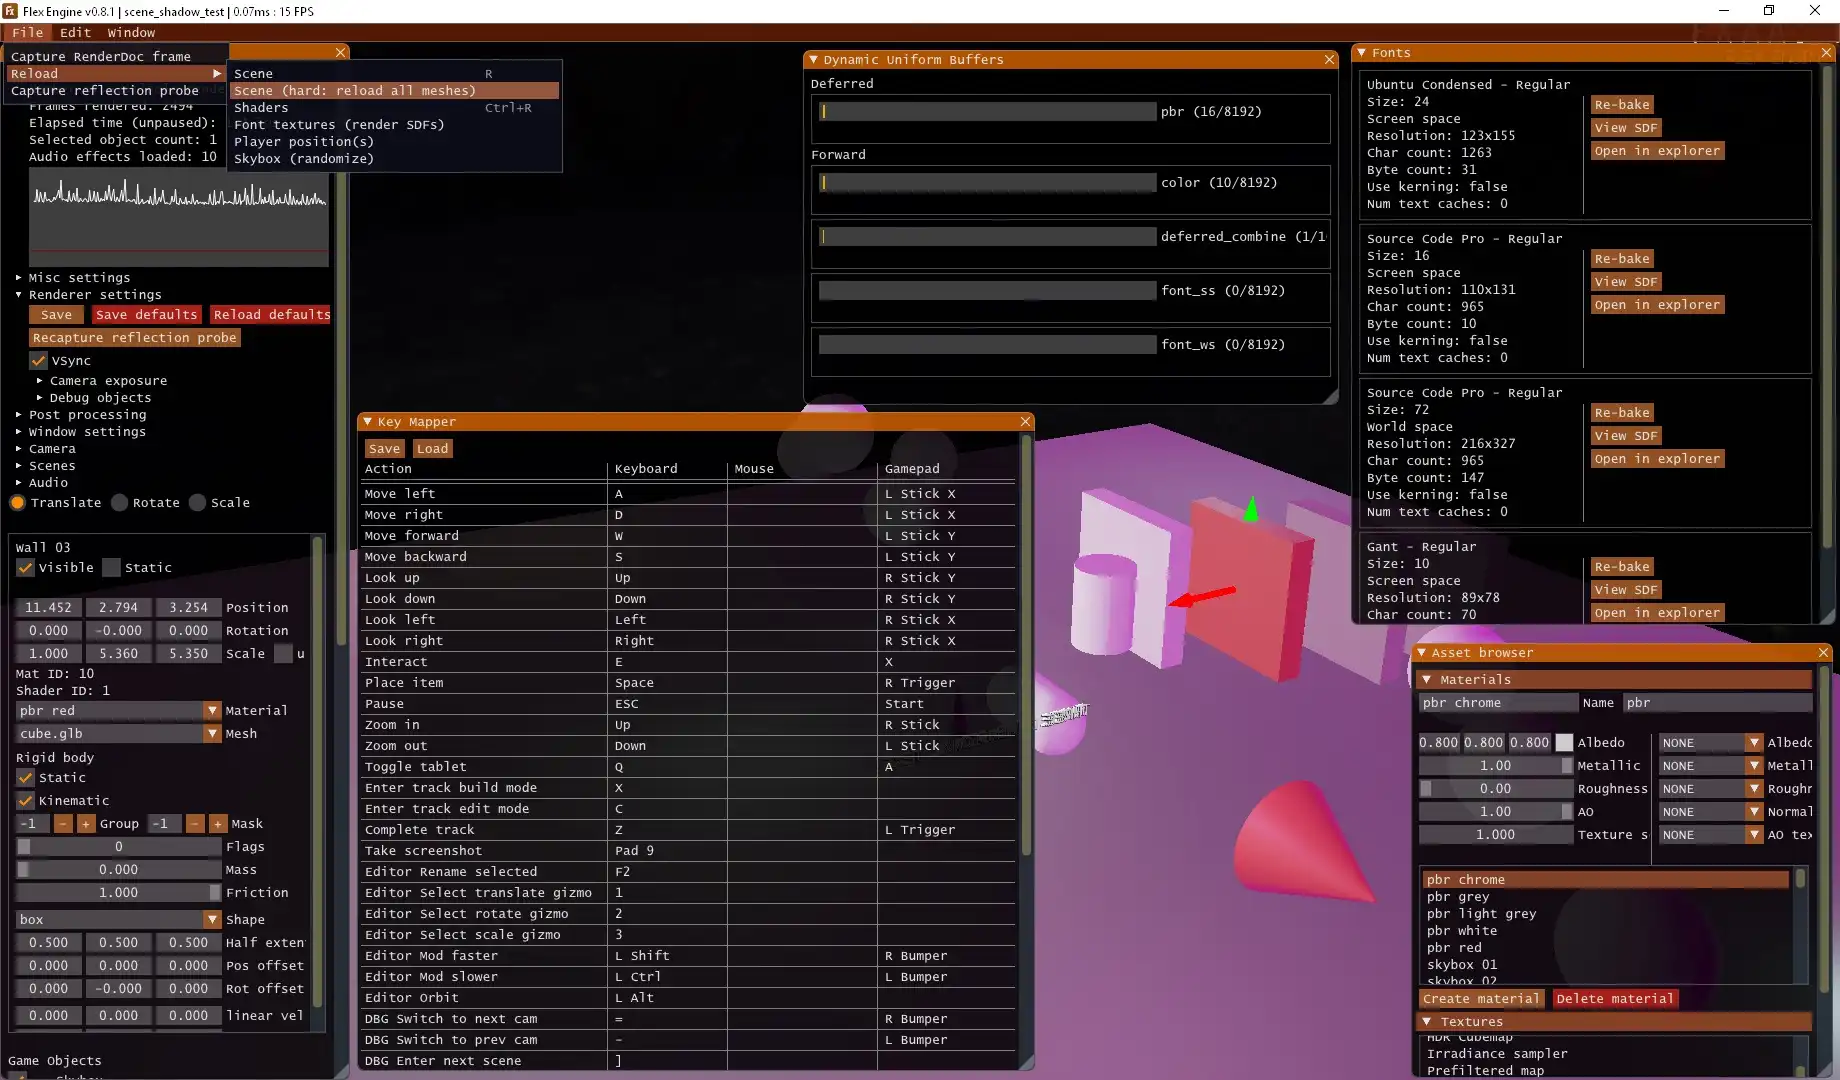 Flex Engine v0.8.1 | scene_shadow_test | 0.07ms : 15 FPS
File Edit Window
Capture RenderDoc frame
Reload
Capture reflection probe
Scene R
Scene (hard: reload all meshes)
Shaders Ctrl+R
Font textures (render SDFs)
Player position(s)
Skybox (randomize)
Frames rendered: 2494
Elapsed time (unpaused):
Selected object count: 1
Audio effects loaded: 10
Misc settings
Renderer settings
Save Save defaults Reload defaults
Recapture reflection probe
VSync
Camera exposure
Debug objects
Post processing
Window settings
Camera
Scenes
Audio
Translate Rotate Scale
Wall 03
Visible Static
11.452 2.794 3.254 Position
0.000 -0.000 0.000 Rotation
1.000 5.360 5.350 Scale u
Mat ID: 10
Shader ID: 1
pbr red Material
cube.glb Mesh
Rigid body
Static
Kinematic
-1 - + Group -1 - + Mask
0 Flags
0.000 Mass
1.000 Friction
box Shape
0.500 0.500 0.500 Half exten
0.000 0.000 0.000 Pos offset
0.000 -0.000 0.000 Rot offset
0.000 0.000 0.000 linear vel
Game Objects
Key Mapper
Save Load
Action Keyboard Mouse Gamepad
Move left A L Stick X
Move right D L Stick X
Move forward W L Stick Y
Move backward S L Stick Y
Look up Up R Stick Y
Look down Down R Stick Y
Look left Left R Stick X
Look right Right R Stick X
Interact E X
Place item Space R Trigger
Pause ESC Start
Zoom in Up R Stick
Zoom out Down L Stick
Toggle tablet Q A
Enter track build mode X
Enter track edit mode C
Complete track Z L Trigger
Take screenshot Pad 9
Editor Rename selected F2
Editor Select translate gizmo 1
Editor Select rotate gizmo 2
Editor Select scale gizmo 3
Editor Mod faster L Shift R Bumper
Editor Mod slower L Ctrl L Bumper
Editor Orbit L Alt
DBG Switch to next cam = R Bumper
DBG Switch to prev cam - L Bumper
DBG Enter next scene ]
Dynamic Uniform Buffers
Deferred
pbr (16/8192)
Forward
color (10/8192)
deferred_combine (1/1
font_ss (0/8192)
font_ws (0/8192)
Fonts
Ubuntu Condensed - Regular
Size: 24 Re-bake
Screen space View SDF
Resolution: 123x155 Open in explorer
Char count: 1263
Byte count: 31
Use kerning: false
Num text caches: 0
Source Code Pro - Regular
Size: 16 Re-bake
Screen space View SDF
Resolution: 110x131 Open in explorer
Char count: 965
Byte count: 10
Use kerning: false
Num text caches: 0
Source Code Pro - Regular
Size: 72 Re-bake
World space View SDF
Resolution: 216x327 Open in explorer
Char count: 965
Byte count: 147
Use kerning: false
Num text caches: 0
Gant - Regular
Size: 10 Re-bake
Screen space View SDF
Resolution: 89x78 Open in explorer
Char count: 70
Asset browser
Materials
pbr chrome Name pbr
0.800 0.800 0.800 Albedo NONE Albedo
1.00 Metallic NONE Metall
0.00 Roughness NONE Roughr
1.00 AO NONE Normal
1.000 Texture s NONE AO tex
pbr chrome
pbr grey
pbr light grey
pbr white
pbr red
skybox 01
skybox 02
Create material Delete material
Textures
HDR Cubemap
Irradiance sampler
Prefiltered map